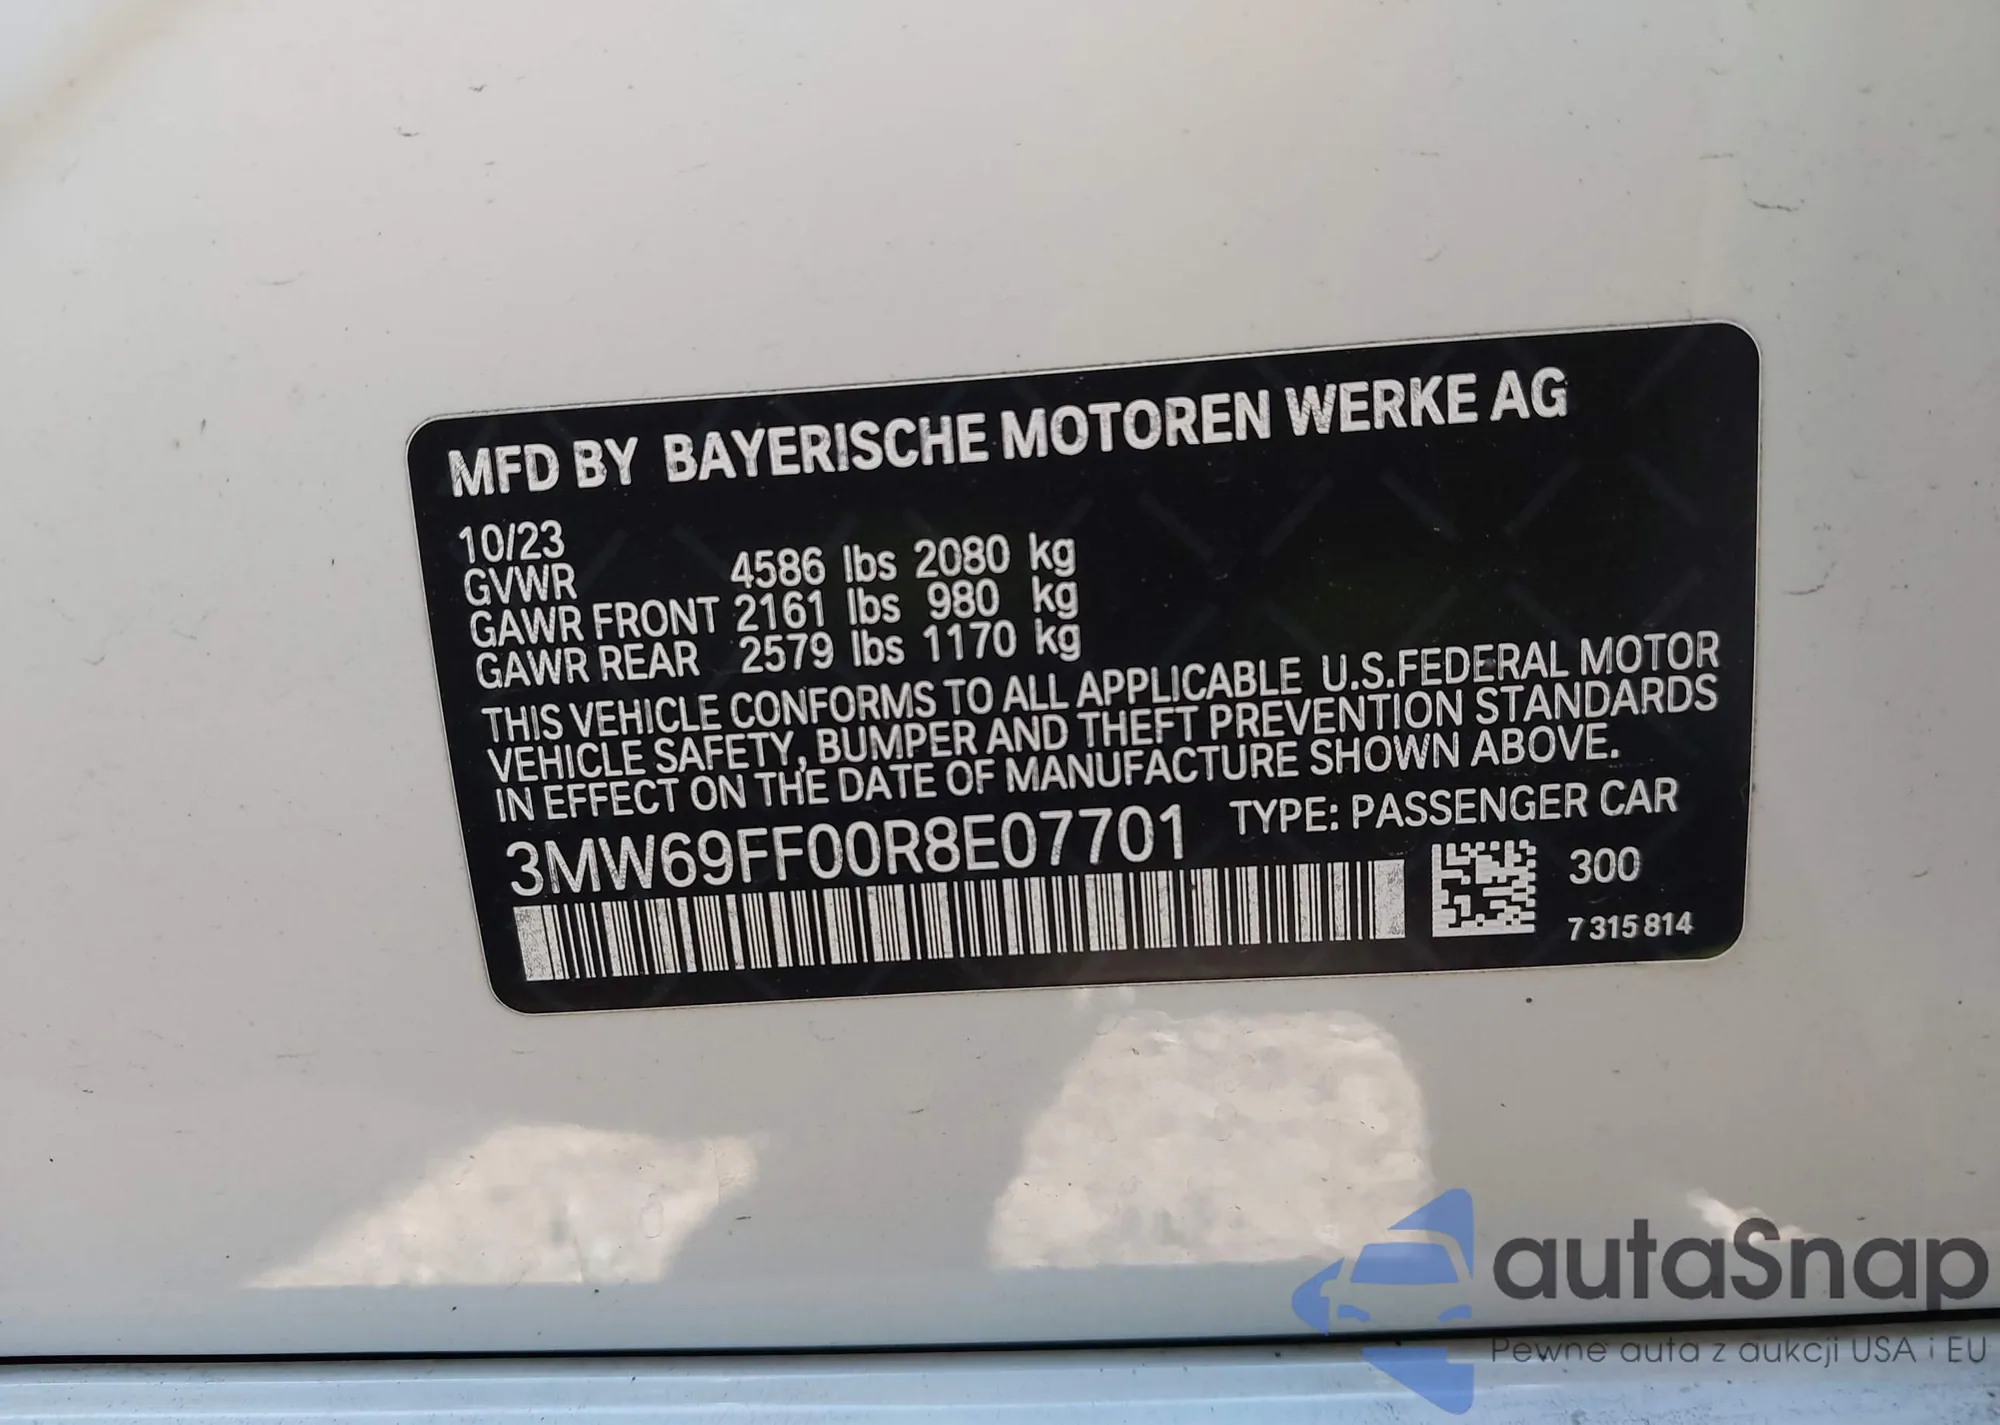 MFD BY BAYERISCHE MOTOREN WERKE AG
10/23
GVWR 4586 lbs 2080 kg
GAWR FRONT 2161 lbs 980 kg
GAWR REAR 2579 lbs 1170 kg
THIS VEHICLE CONFORMS TO ALL APPLICABLE U.S.FEDERAL MOTOR
VEHICLE SAFETY, BUMPER AND THEFT PREVENTION STANDARDS
IN EFFECT ON THE DATE OF MANUFACTURE SHOWN ABOVE.
3MW69FF00R8E07701 TYPE: PASSENGER CAR
300
7 315 814
autaSnap
Pewne auta z aukcji USA i EU